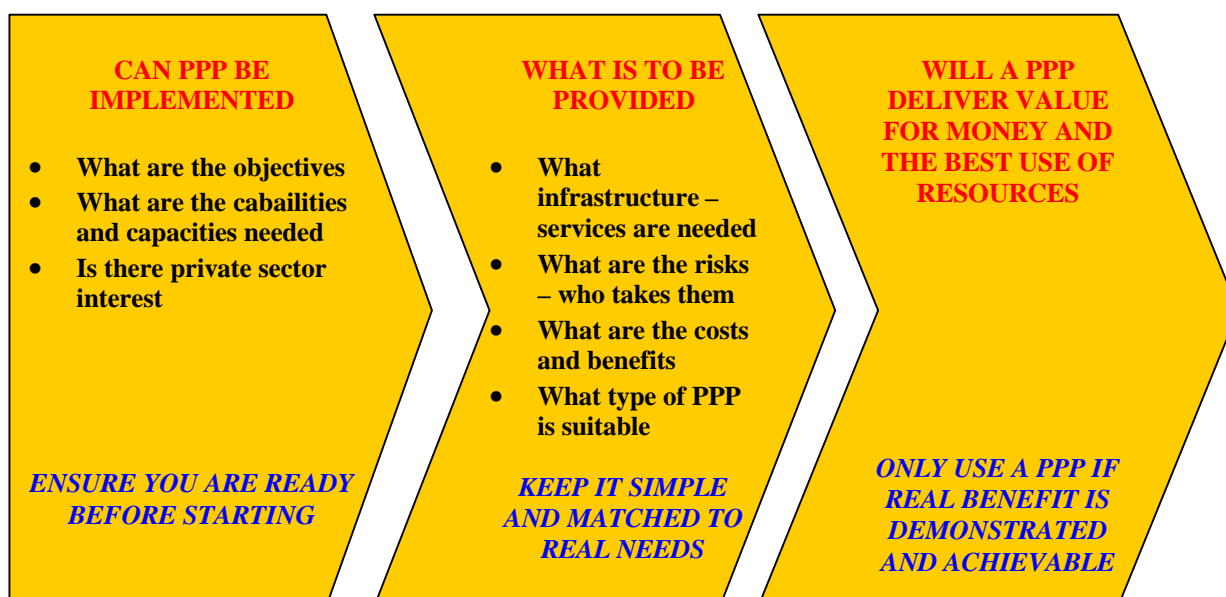 CAN PPP BE
IMPLEMENTED
• What are the objectives
• What are the cabailities
and capacities needed
• Is there private sector
interest
ENSURE YOU ARE READY
BEFORE STARTING
WHAT IS TO BE
PROVIDED
• What
infrastructure –
services are needed
• What are the risks
– who takes them
• What are the costs
and benefits
• What type of PPP
is suitable
KEEP IT SIMPLE
AND MATCHED TO
REAL NEEDS
WILL A PPP
DELIVER VALUE
FOR MONEY AND
THE BEST USE OF
RESOURCES
ONLY USE A PPP IF
REAL BENEFIT IS
DEMONSTRATED
AND ACHIEVABLE